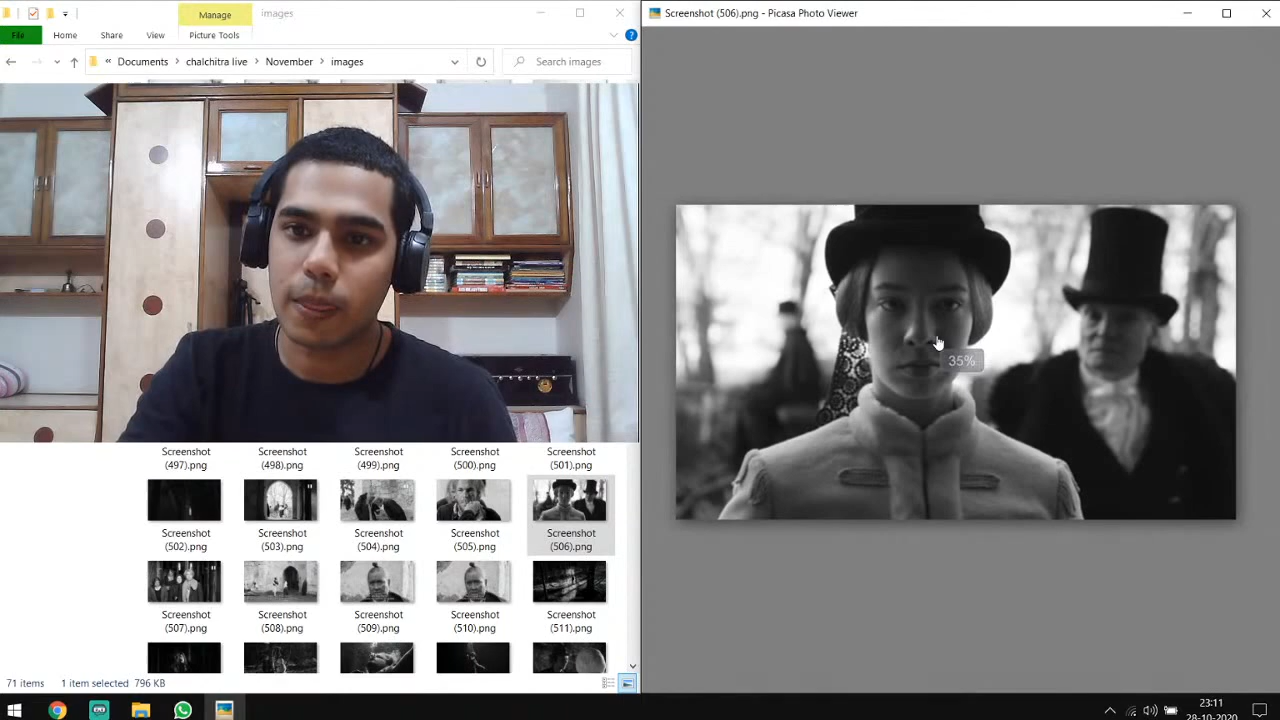 Manage
images
Screenshot (506).png - Picasa Photo Viewer
File
Home
Share
View
Picture Tools
Documents
chalchitra live
November
images
Search images
35%
Screenshot
(497).png
Screenshot
(498).png
Screenshot
(499).png
Screenshot
(500).png
Screenshot
(501).png
Screenshot
(502).png
Screenshot
(503).png
Screenshot
(504).png
Screenshot
(505).png
Screenshot
(506).png
Screenshot
(507).png
Screenshot
(508).png
Screenshot
(509).png
Screenshot
(510).png
Screenshot
(511).png
71 items
1 item selected 796 KB
23:11
28-10-2020